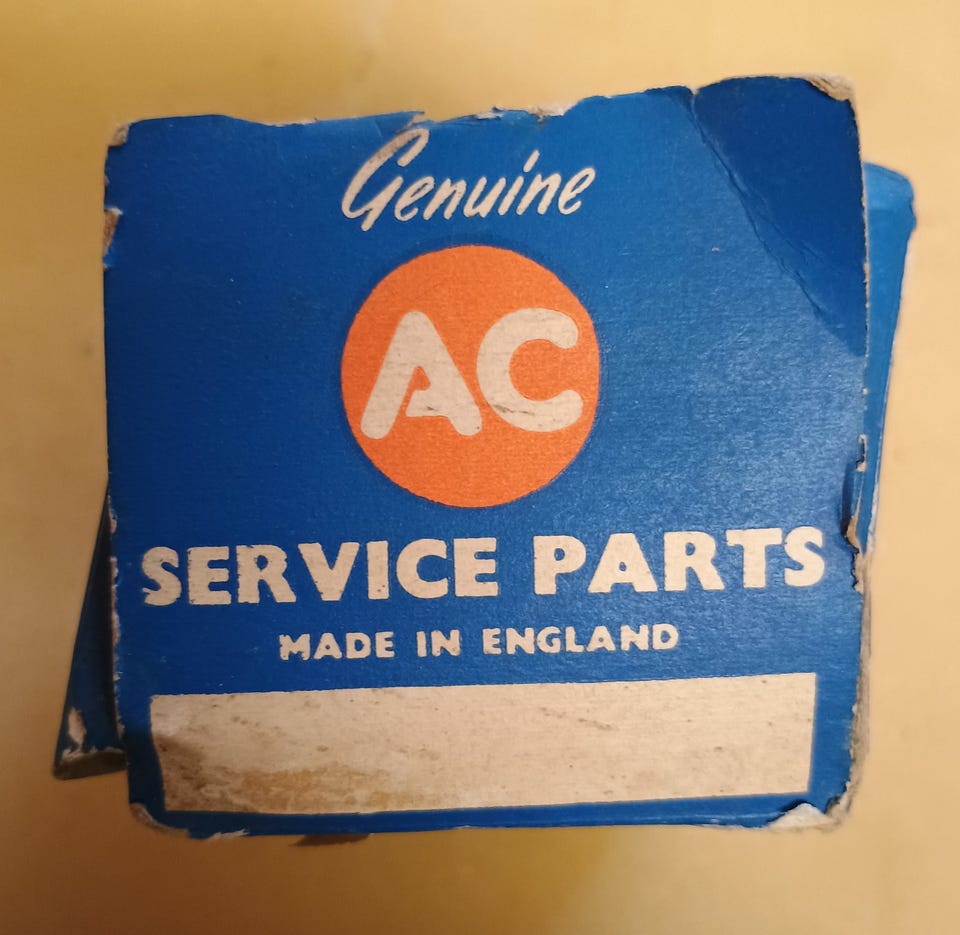 Genuine
AC
SERVICE PARTS
MADE IN ENGLAND